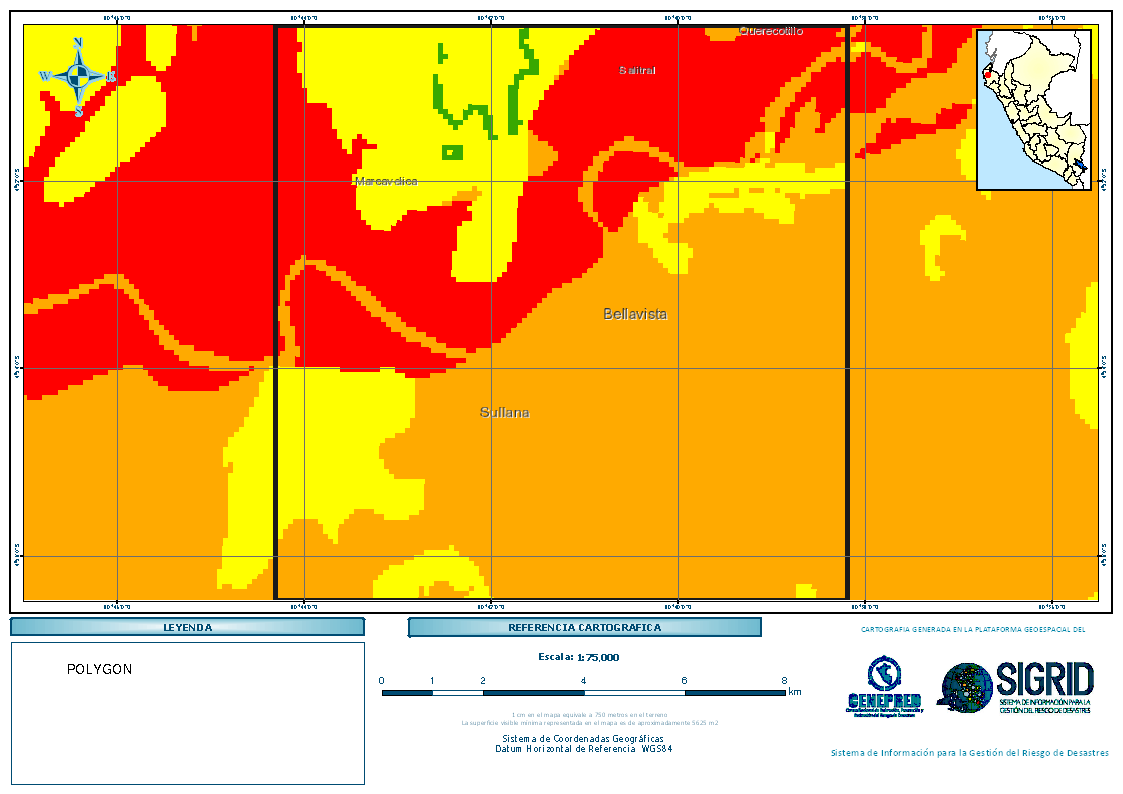 N
W
E
S
Querecotillo
Salitral
Marcavelica
Bellavista
Sullana
LEYENDA
POLYGON
REFERENCIA CARTOGRAFICA
Escala: 1:75,000
0 1 2 4 6 8
km
1 cm en el mapa equivale a 750 metros en el terreno
La superficie visible minima representada en el mapa es de aproximadamente 5625 m2
Sistema de Coordenadas Geográficas
Datum Horizontal de Referencia WGS84
CARTOGRAFIA GENERADA EN LA PLATAFORMA GEOESPACIAL DEL
CENEPRED
SIGRID
SISTEMA DE INFORMACIÓN PARA LA
GESTIÓN DEL RIESGO DE DESASTRES
Sistema de Información para la Gestión del Riesgo de Desastres